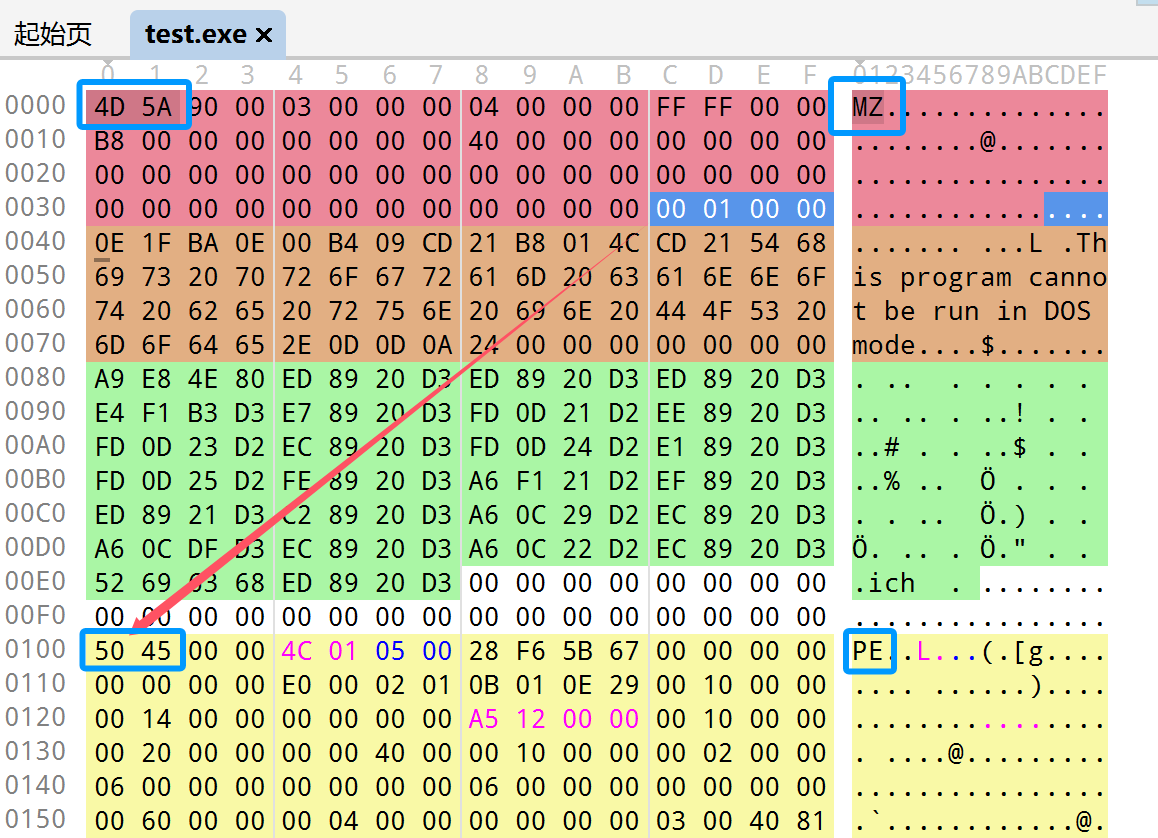 起始页 test.exe ×
0 1 2 3 4 5 6 7 8 9 A B C D E F 0123456789ABCDEF
0000 4D 5A 90 00 03 00 00 00 04 00 00 00 FF FF 00 00 MZ..............
0010 B8 00 00 00 00 00 00 00 40 00 00 00 00 00 00 00 ........@.......
0020 00 00 00 00 00 00 00 00 00 00 00 00 00 00 00 00 ................
0030 00 00 00 00 00 00 00 00 00 00 00 00 00 01 00 00 ................
0040 0E 1F BA 0E 00 B4 09 CD 21 B8 01 4C CD 21 54 68 ....... ...L .Th
0050 69 73 20 70 72 6F 67 72 61 6D 20 63 61 6E 6E 6F is program canno
0060 74 20 62 65 20 72 75 6E 20 69 6E 20 44 4F 53 20 t be run in DOS
0070 6D 6F 64 65 2E 0D 0D 0A 24 00 00 00 00 00 00 00 mode....$.......
0080 A9 E8 4E 80 ED 89 20 D3 ED 89 20 D3 ED 89 20 D3 . .. . . . . .
0090 E4 F1 B3 D3 E7 89 20 D3 FD 0D 21 D2 EE 89 20 D3 .. . . ..! . .
00A0 FD 0D 23 D2 EC 89 20 D3 FD 0D 24 D2 E1 89 20 D3 ..# . . ..$ . .
00B0 FD 0D 25 D2 FE 89 20 D3 A6 F1 21 D2 EF 89 20 D3 ..% .. Ö . . .
00C0 ED 89 21 D3 C2 89 20 D3 A6 0C 29 D2 EC 89 20 D3 . . .. Ö.) . .
00D0 A6 0C DF D3 EC 89 20 D3 A6 0C 22 D2 EC 89 20 D3 Ö. . .. Ö." . .
00E0 52 69 63 68 ED 89 20 D3 00 00 00 00 00 00 00 00 .ich . .........
00F0 00 00 00 00 00 00 00 00 00 00 00 00 00 00 00 00 ................
0100 50 45 00 00 4C 01 05 00 28 F6 5B 67 00 00 00 00 PE..L...(.[g....
0110 00 00 00 00 E0 00 02 01 0B 01 0E 29 00 10 00 00 ...........)....
0120 00 14 00 00 00 00 00 00 A5 12 00 00 00 10 00 00 ................
0130 00 20 00 00 00 00 40 00 00 10 00 00 00 02 00 00 . ....@.........
0140 06 00 00 00 00 00 00 00 06 00 00 00 00 00 00 00 ................
0150 00 60 00 00 00 04 00 00 00 00 00 00 03 00 40 81 .`............@.